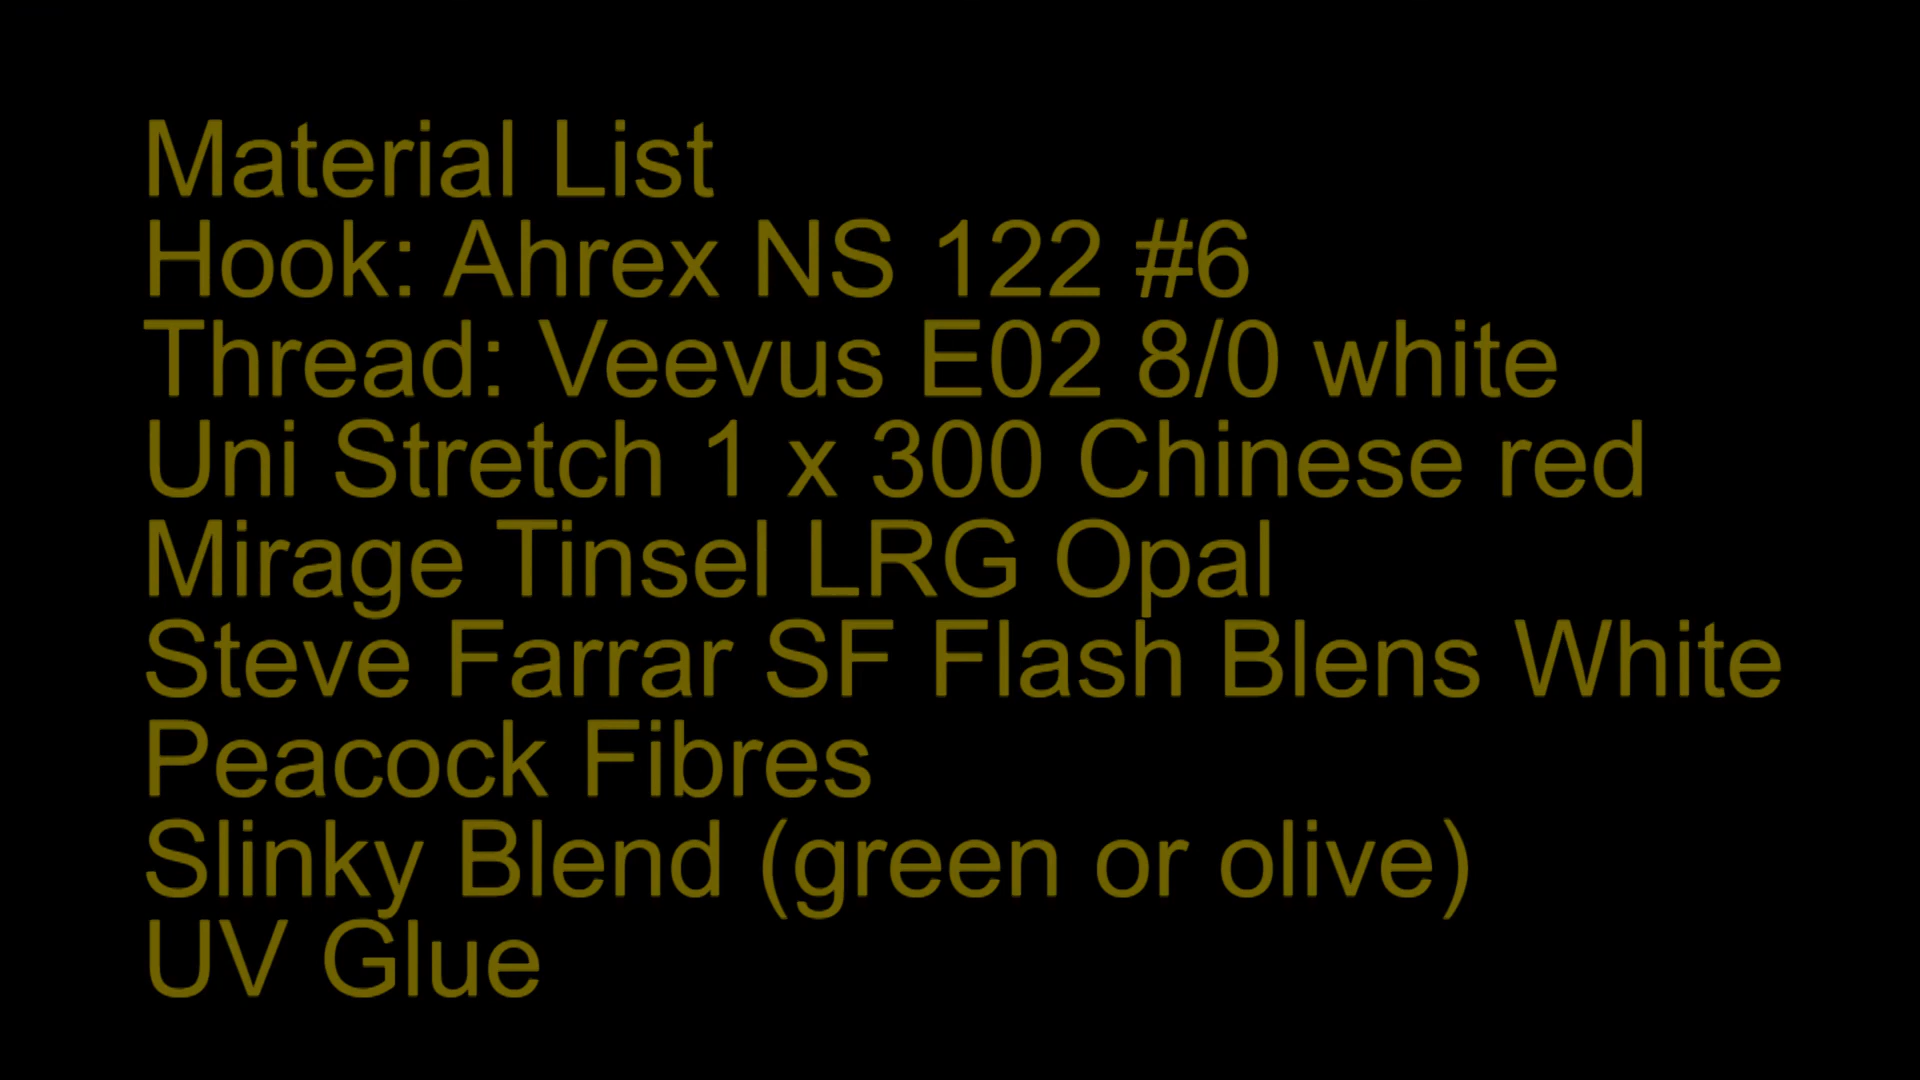 Material List
Hook: Ahrex NS 122 #6
Thread: Veevus E02 8/0 white
Uni Stretch 1 x 300 Chinese red
Mirage Tinsel LRG Opal
Steve Farrar SF Flash Blens White
Peacock Fibres
Slinky Blend (green or olive)
UV Glue